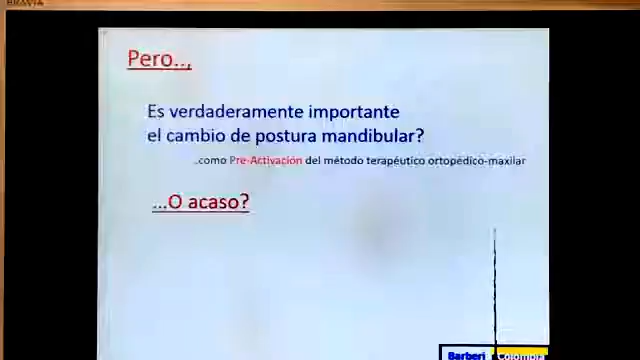 BRAVIA
Pero..,
Es verdaderamente importante
el cambio de postura mandibular?
..como Pre-Activación del método terapéutico ortopédico-maxilar
...O acaso?
Barberi Colombia